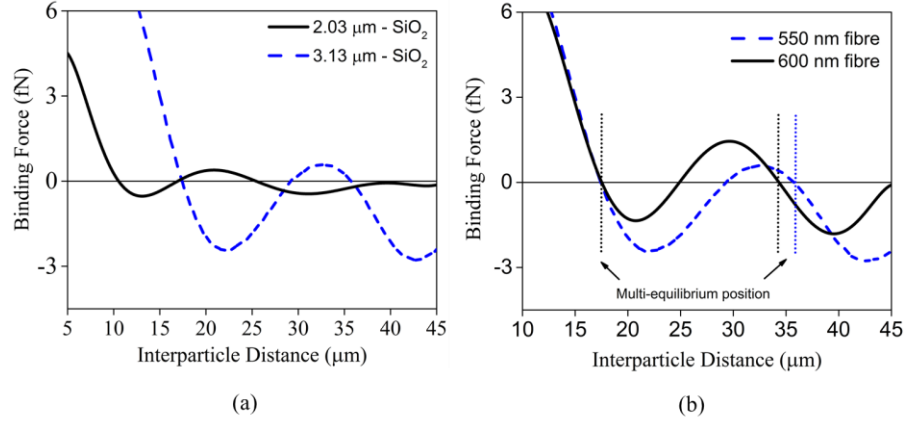 2.03 μm - SiO2
3.13 μm - SiO2
Binding Force (fN)
6
3
0
-3
5 10 15 20 25 30 35 40 45
Interparticle Distance (μm)
(a)
550 nm fibre
600 nm fibre
Binding Force (fN)
6
3
0
-3
Multi-equilibrium position
10 15 20 25 30 35 40 45
Interparticle Distance (μm)
(b)